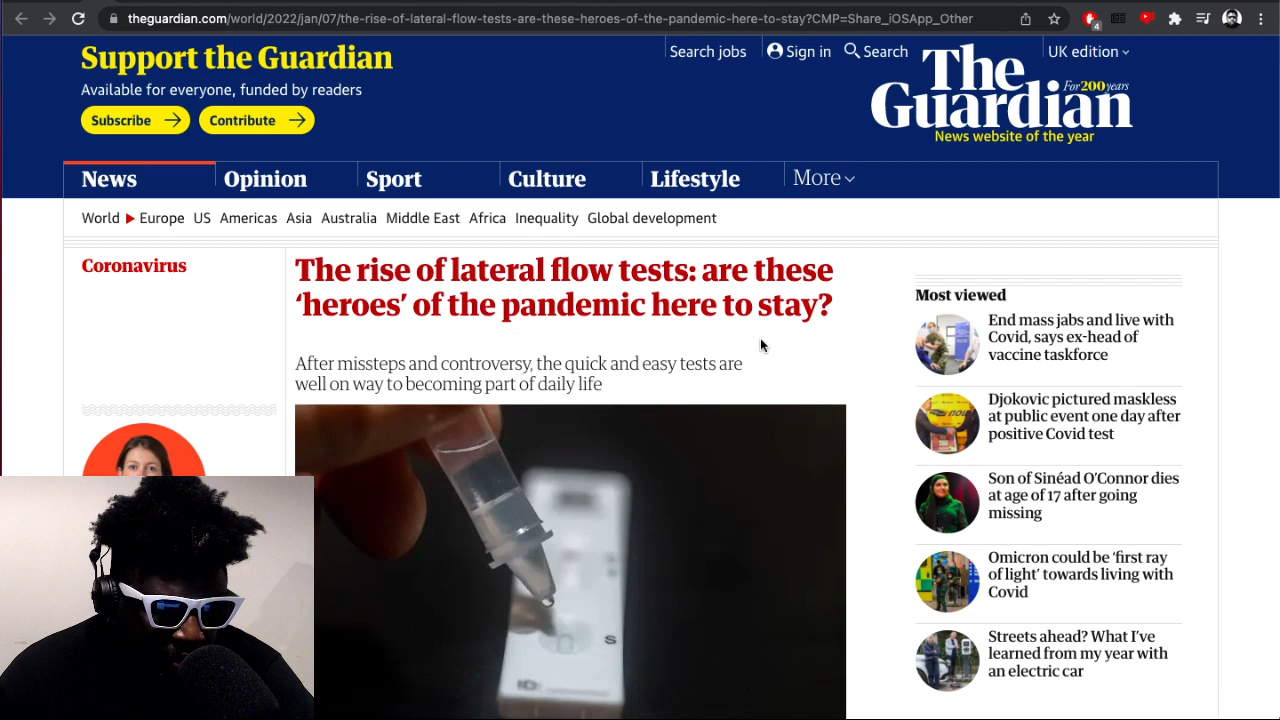 theguardian.com/world/2022/jan/07/the-rise-of-lateral-flow-tests-are-these-heroes-of-the-pandemic-here-to-stay?CMP=Share_iOSApp_Other
4
Support the Guardian
Available for everyone, funded by readers
Subscribe
Contribute
Search jobs
Sign in
Search
UK edition
The
Guardian
For 200 years
News website of the year
News
Opinion
Sport
Culture
Lifestyle
More
World
Europe
US
Americas
Asia
Australia
Middle East
Africa
Inequality
Global development
Coronavirus
The rise of lateral flow tests: are these
‘heroes’ of the pandemic here to stay?
After missteps and controversy, the quick and easy tests are
well on way to becoming part of daily life
S
ID:
Most viewed
End mass jabs and live with
Covid, says ex-head of
vaccine taskforce
Djokovic pictured maskless
at public event one day after
positive Covid test
Son of Sinéad O’Connor dies
at age of 17 after going
missing
Omicron could be ‘first ray
of light’ towards living with
Covid
Streets ahead? What I’ve
learned from my year with
an electric car